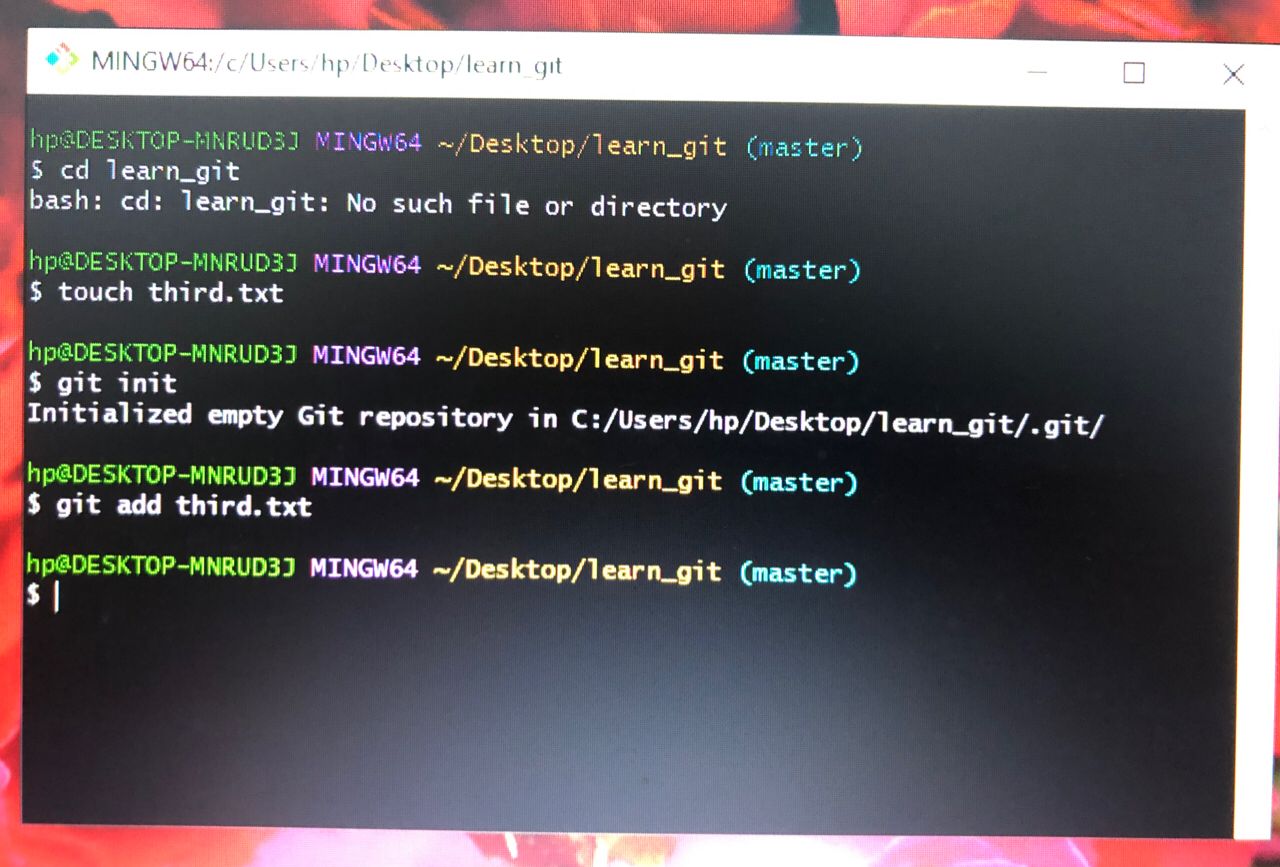 MINGW64:/c/Users/hp/Desktop/learn_git
hp@DESKTOP-MNRUD3J MINGW64 ~/Desktop/learn_git (master)
$ cd learn_git
bash: cd: learn_git: No such file or directory
hp@DESKTOP-MNRUD3J MINGW64 ~/Desktop/learn_git (master)
$ touch third.txt
hp@DESKTOP-MNRUD3J MINGW64 ~/Desktop/learn_git (master)
$ git init
Initialized empty Git repository in C:/Users/hp/Desktop/learn_git/.git/
hp@DESKTOP-MNRUD3J MINGW64 ~/Desktop/learn_git (master)
$ git add third.txt
hp@DESKTOP-MNRUD3J MINGW64 ~/Desktop/learn_git (master)
$